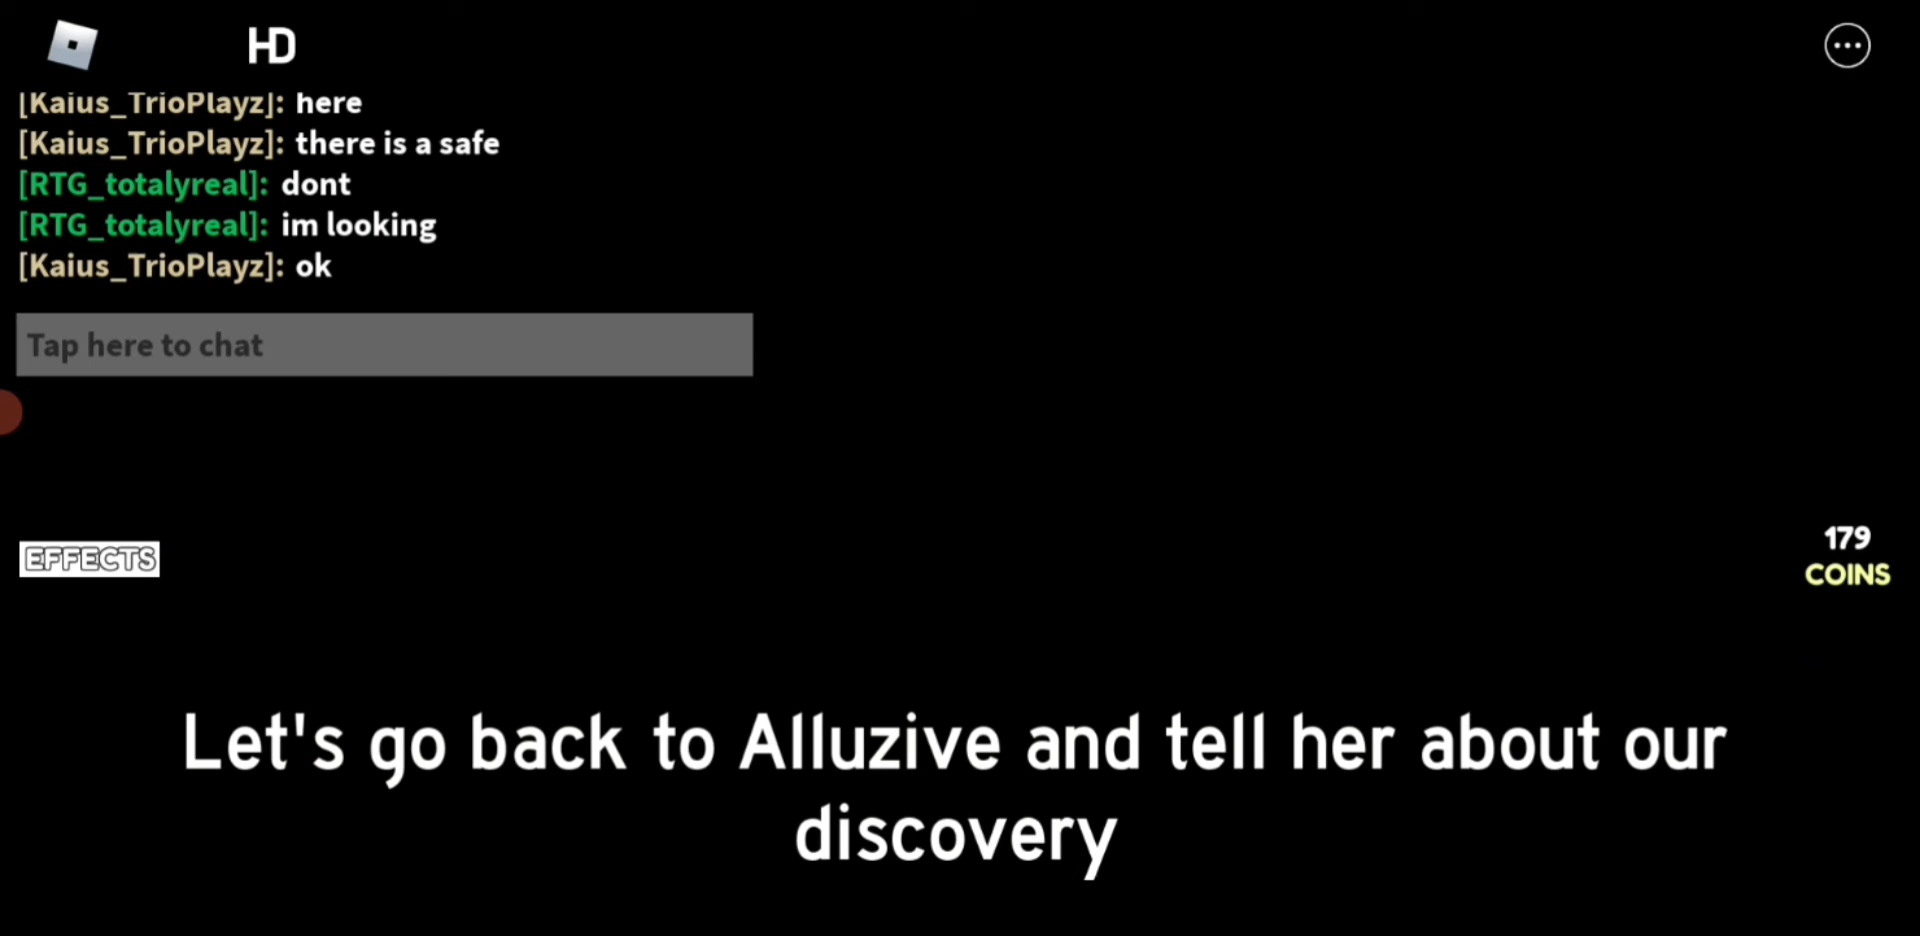 HD
[Kaius_TrioPlayz]: here
[Kaius_TrioPlayz]: there is a safe
[RTG_totalyreal]: dont
[RTG_totalyreal]: im looking
[Kaius_TrioPlayz]: ok
Tap here to chat
EFFECTS
179
COINS
Let's go back to Alluzive and tell her about our
discovery